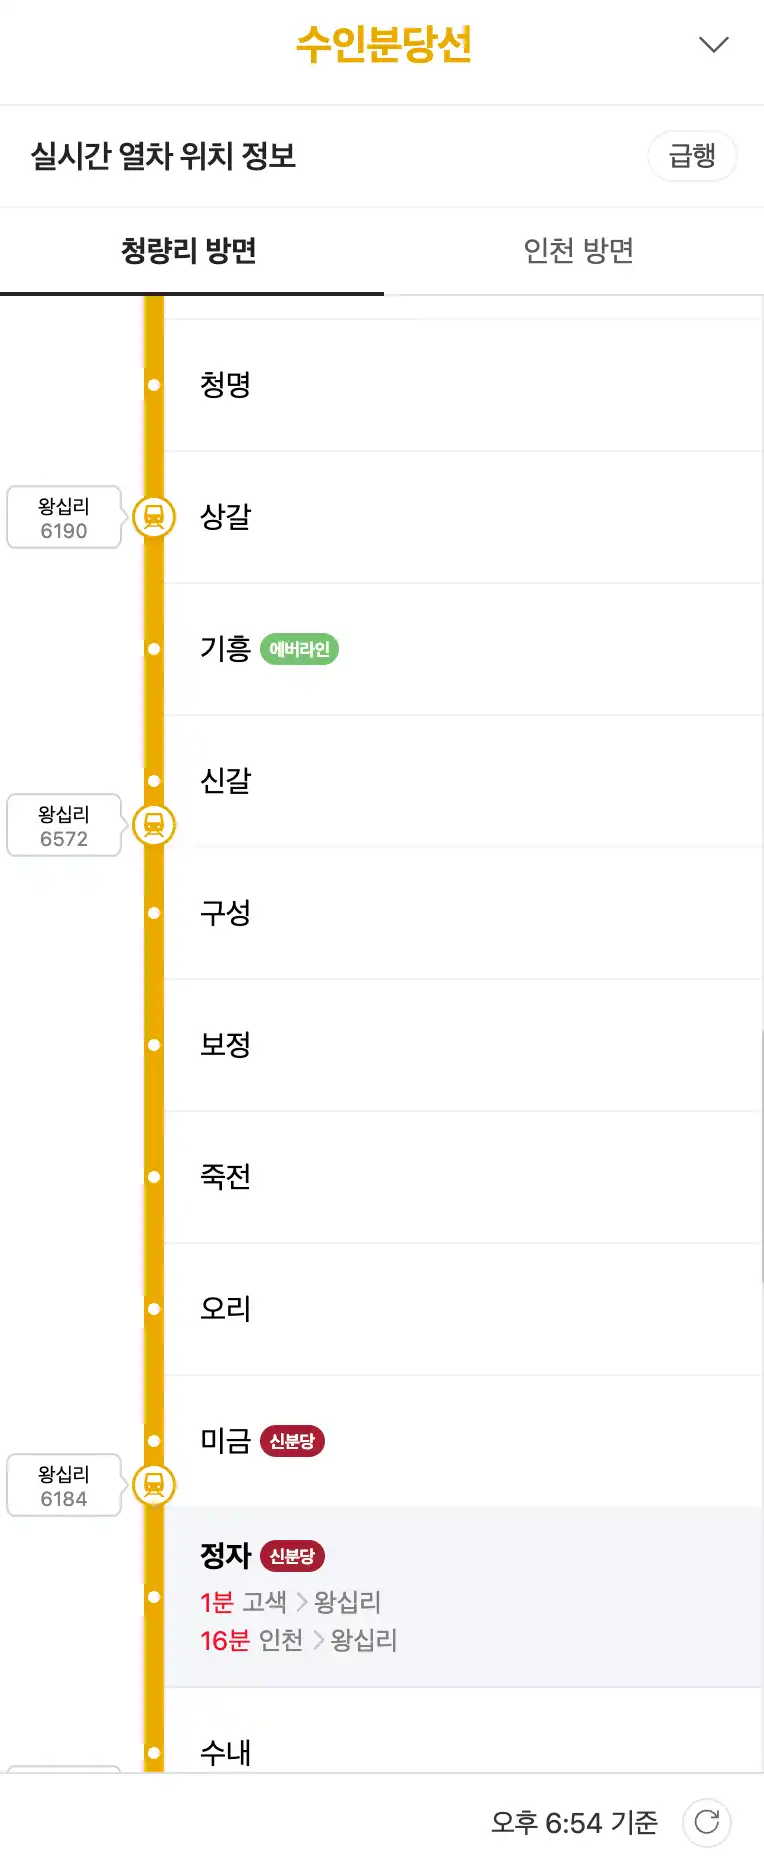 수인분당선
실시간 열차 위치 정보
급행
청량리 방면
인천 방면
청명
왕십리
6190
상갈
기흥 에버라인
신갈
왕십리
6572
구성
보정
죽전
오리
미금 신분당
왕십리
6184
정자 신분당
1분 고색 > 왕십리
16분 인천 > 왕십리
수내
오후 6:54 기준